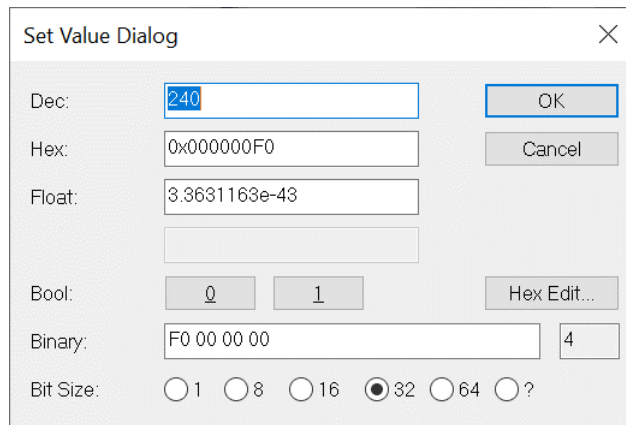 Set Value Dialog
Dec: 240 OK
Hex: 0x000000F0 Cancel
Float: 3.3631163e-43
Bool: 0 1 Hex Edit...
Binary: F0 00 00 00 4
Bit Size: 1 8 16 32 64 ?